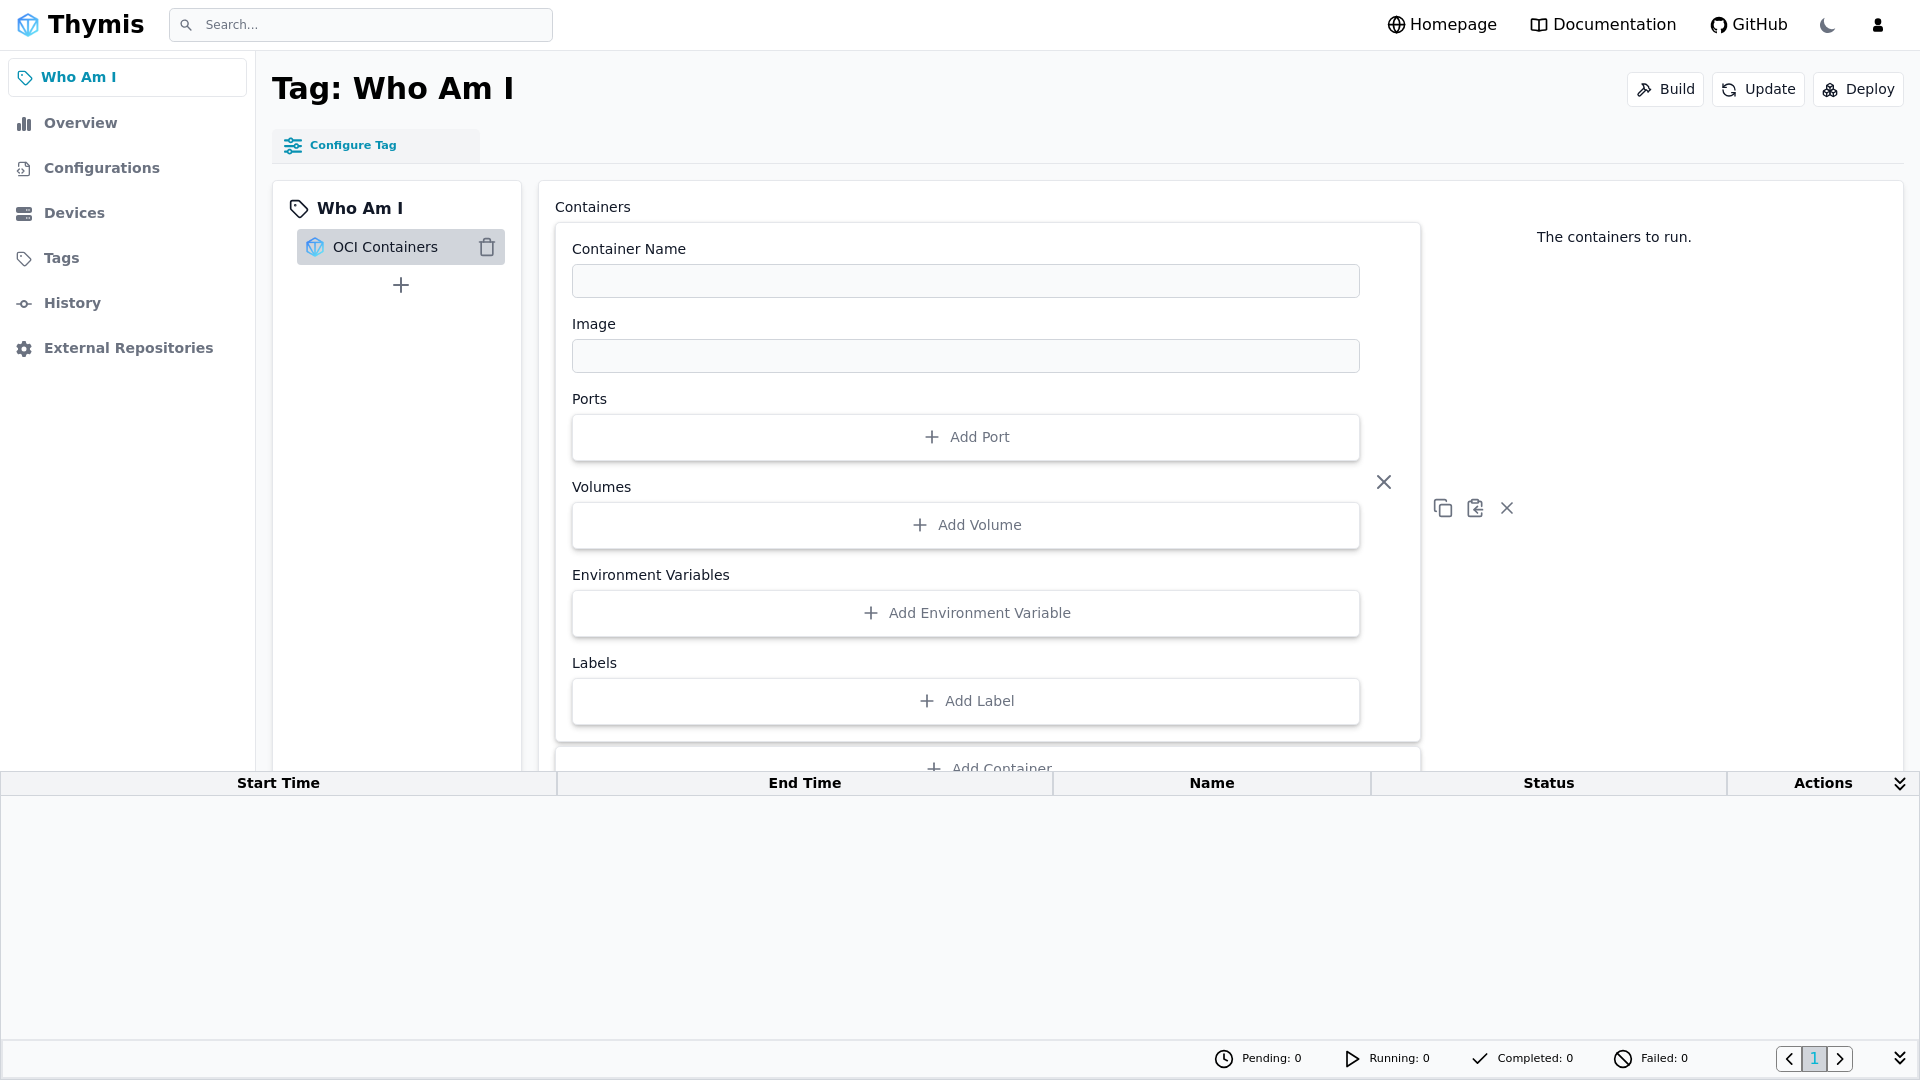 Thymis
Search...
Homepage
Documentation
GitHub
Who Am I
Overview
Configurations
Devices
Tags
History
External Repositories
Tag: Who Am I
Build
Update
Deploy
Configure Tag
Who Am I
OCI Containers
Containers
Container Name
Image
Ports
Add Port
Volumes
Add Volume
Environment Variables
Add Environment Variable
Labels
Add Label
Add Container
The containers to run.
Start Time End Time Name Status Actions
Pending: 0 Running: 0 Completed: 0 Failed: 0 1